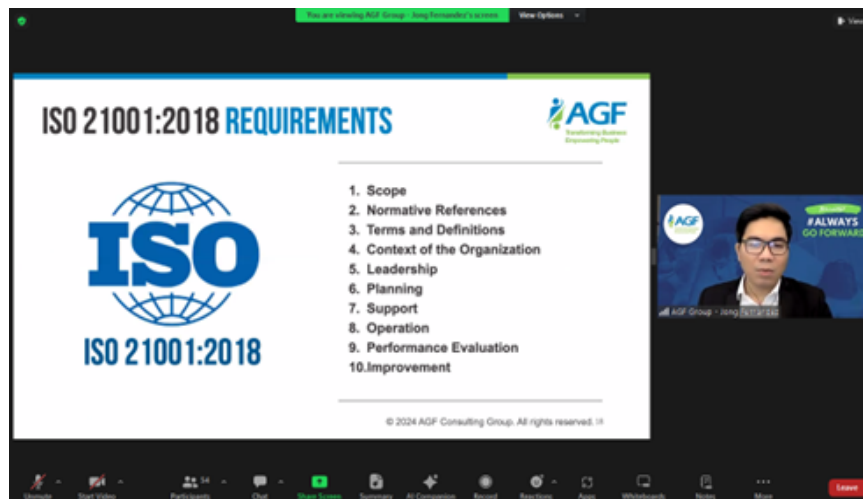 You are viewing AGF Group - Jong Fernandez's screen
View Options
View
ISO 21001:2018 REQUIREMENTS
AGF
Transforming Business
Empowering People
ISO
ISO 21001:2018
1. Scope
2. Normative References
3. Terms and Definitions
4. Context of the Organization
5. Leadership
6. Planning
7. Support
8. Operation
9. Performance Evaluation
10.Improvement
© 2024 AGF Consulting Group. All rights reserved.
AGF
#ALWAYS
GO FORWARD
AGF Group - Jong Fernandez
Unmute
Start Video
54
Participants
Chat
Share Screen
Summary
AI Companion
Record
Reactions
Apps
Whiteboards
Notes
More
Leave